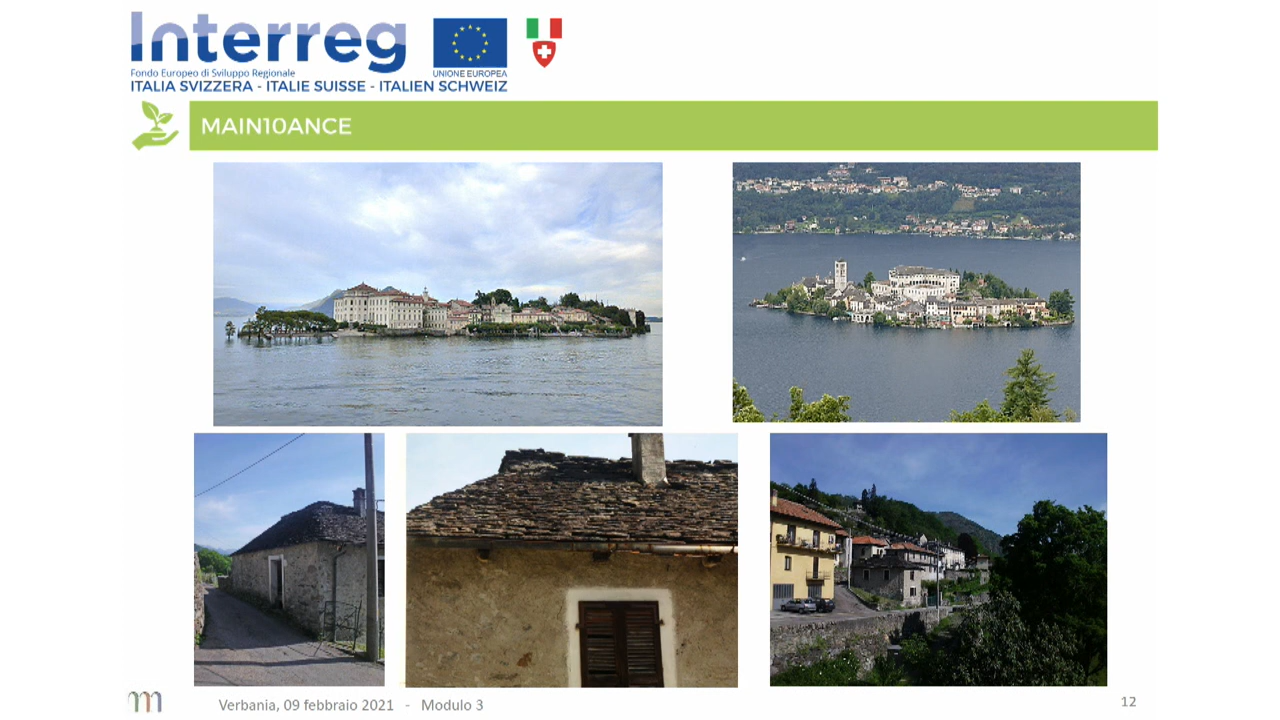 Interreg
Fondo Europeo di Sviluppo Regionale
UNIONE EUROPEA
ITALIA SVIZZERA - ITALIE SUISSE - ITALIEN SCHWEIZ
MAIN10ANCE
m
Verbania, 09 febbraio 2021 - Modulo 3
12